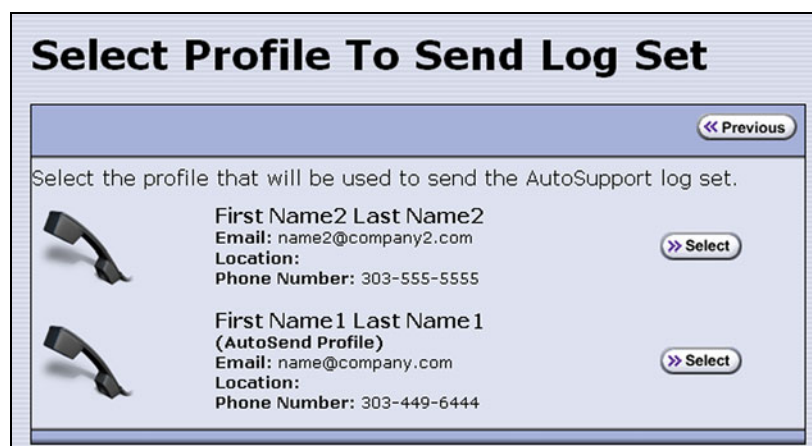 Select Profile To Send Log Set
Previous
Select the profile that will be used to send the AutoSupport log set.
First Name2 Last Name2
Email: name2@company2.com
Location:
Phone Number: 303-555-5555
Select
First Name1 Last Name1
(AutoSend Profile)
Email: name@company.com
Location:
Phone Number: 303-449-6444
Select